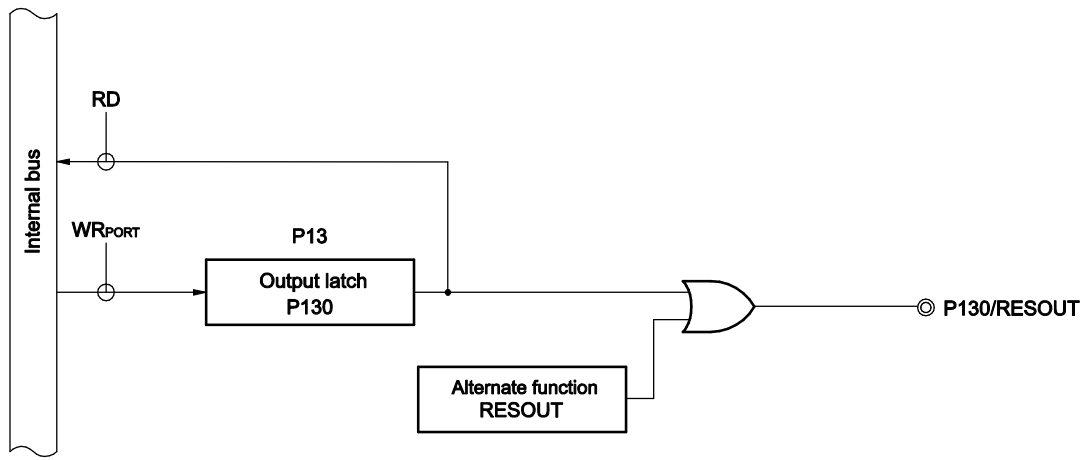 RD
Internal bus
WRPORT
P13
Output latch
P130
P130/RESOUT
Alternate function
RESOUT